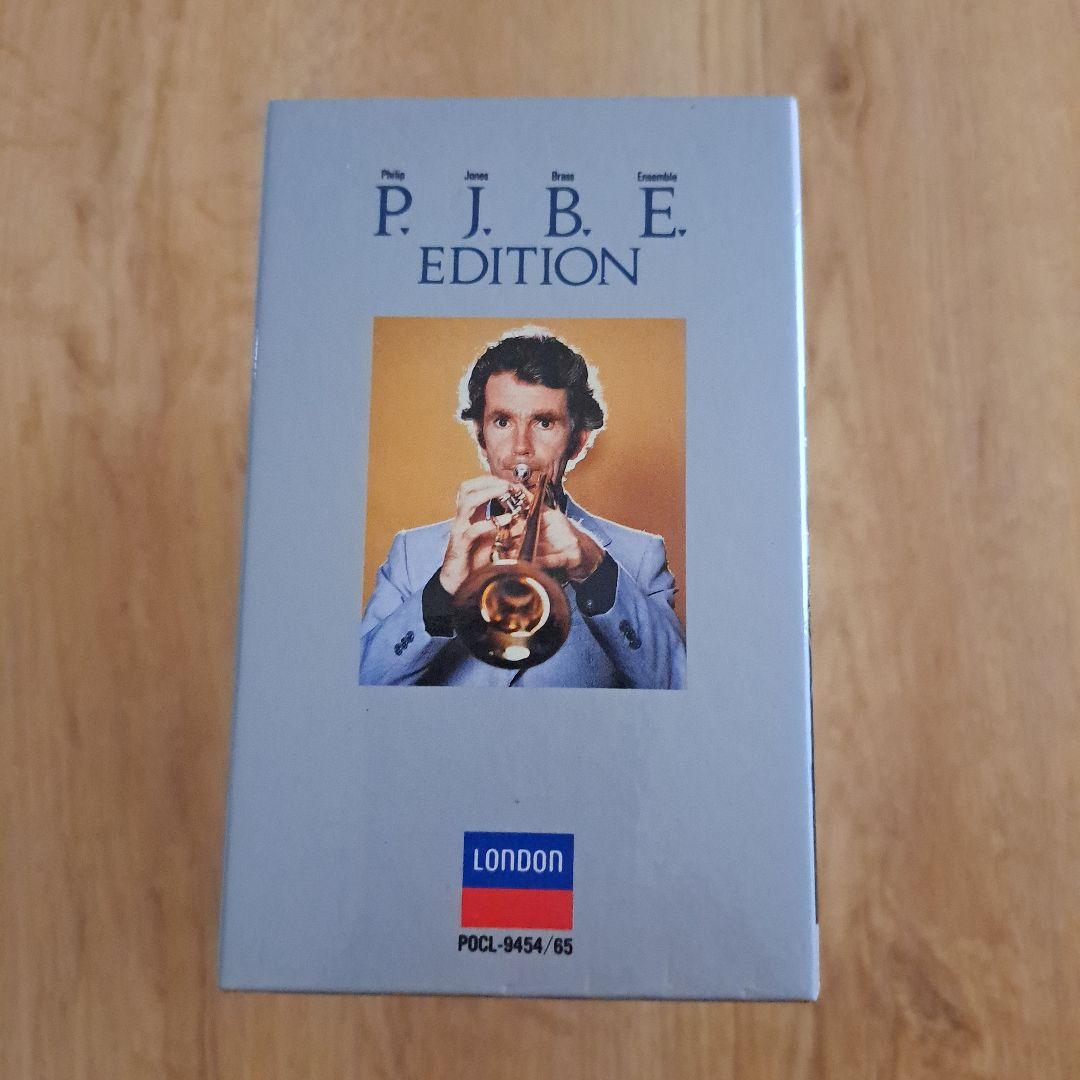 Philip Jones Brass Ensemble
P. J. B. E.
EDITION
LONDON
POCL-9454/65